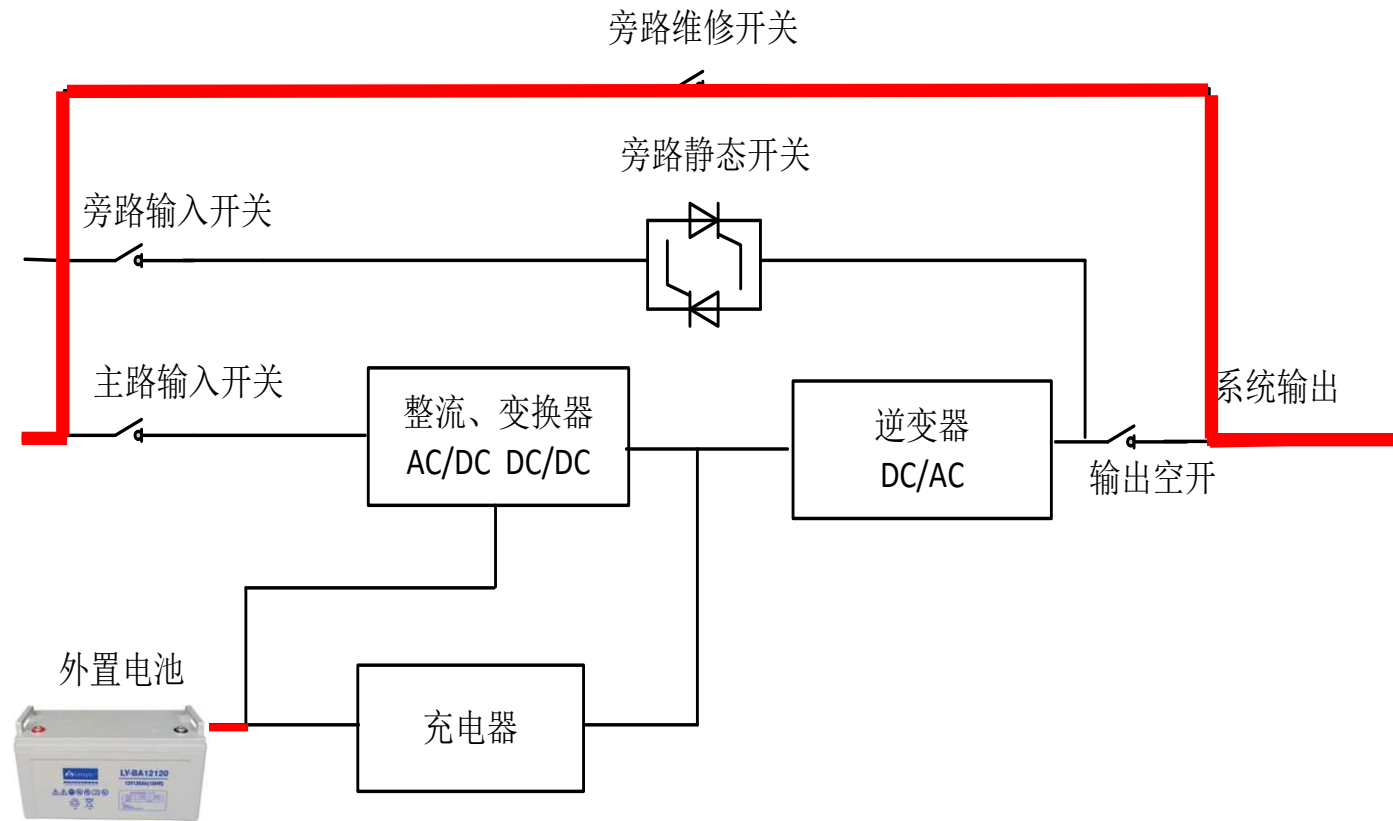 旁路维修开关
旁路静态开关
旁路输入开关
主路输入开关
整流、变换器
AC/DC DC/DC
逆变器
DC/AC
系统输出
输出空开
外置电池
充电器
LY-BA12120